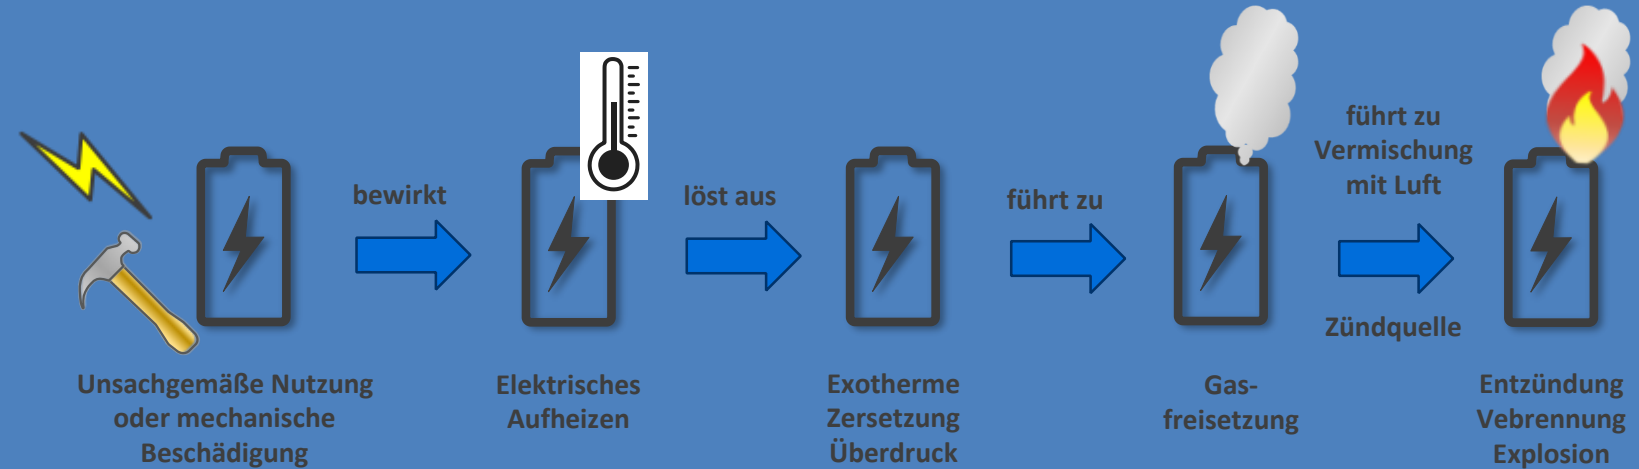 Unsachgemäße Nutzung
oder mechanische
Beschädigung
bewirkt
Elektrisches
Aufheizen
löst aus
Exotherme
Zersetzung
Überdruck
führt zu
Gas-
freisetzung
führt zu
Vermischung
mit Luft
Zündquelle
Entzündung
Vebrennung
Explosion